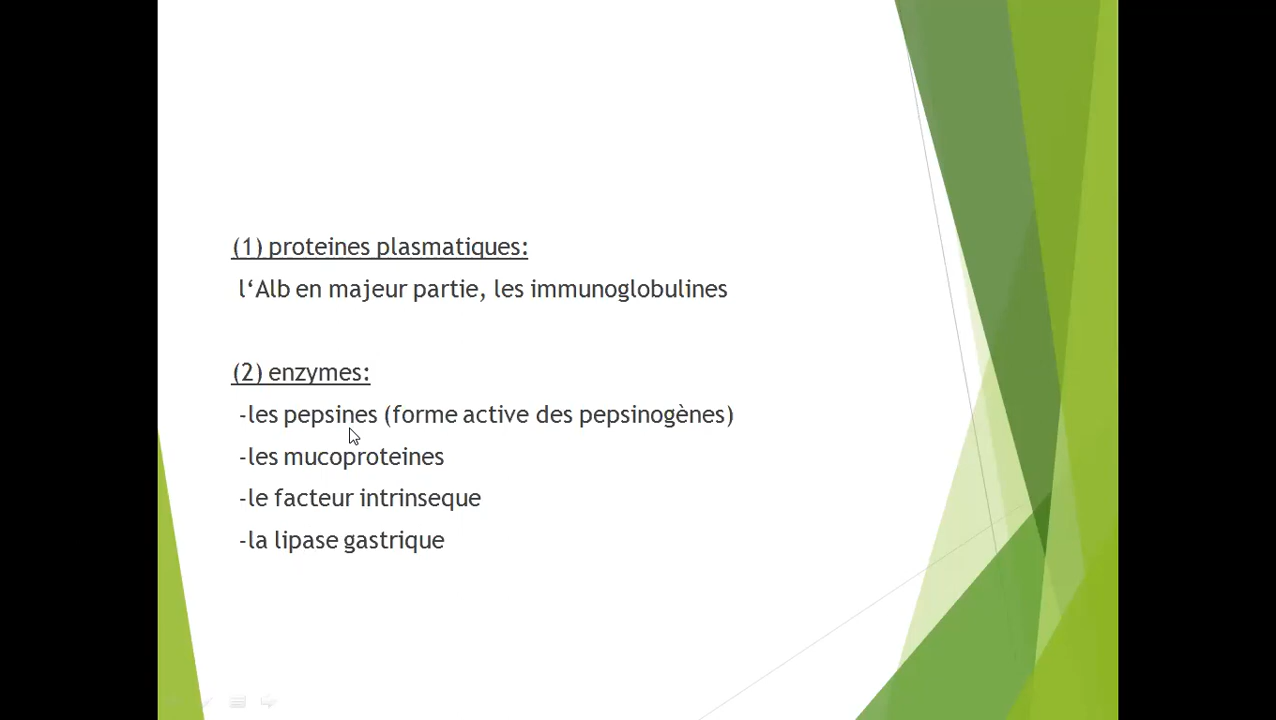 (1) proteines plasmatiques:
l‘Alb en majeur partie, les immunoglobulines
(2) enzymes:
-les pepsines (forme active des pepsinogènes)
-les mucoproteines
-le facteur intrinseque
-la lipase gastrique